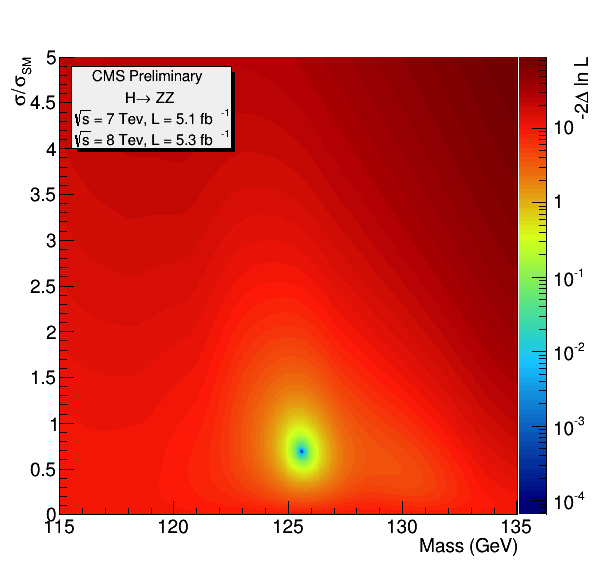 σ/σSM
5
4.5
4
3.5
3
2.5
2
1.5
1
0.5
0
CMS Preliminary
H→ ZZ
√s = 7 Tev, L = 5.1 fb -1
√s = 8 Tev, L = 5.3 fb -1
115 120 125 130 135
Mass (GeV)
-2Δ ln L
10
1
10-1
10-2
10-3
10-4